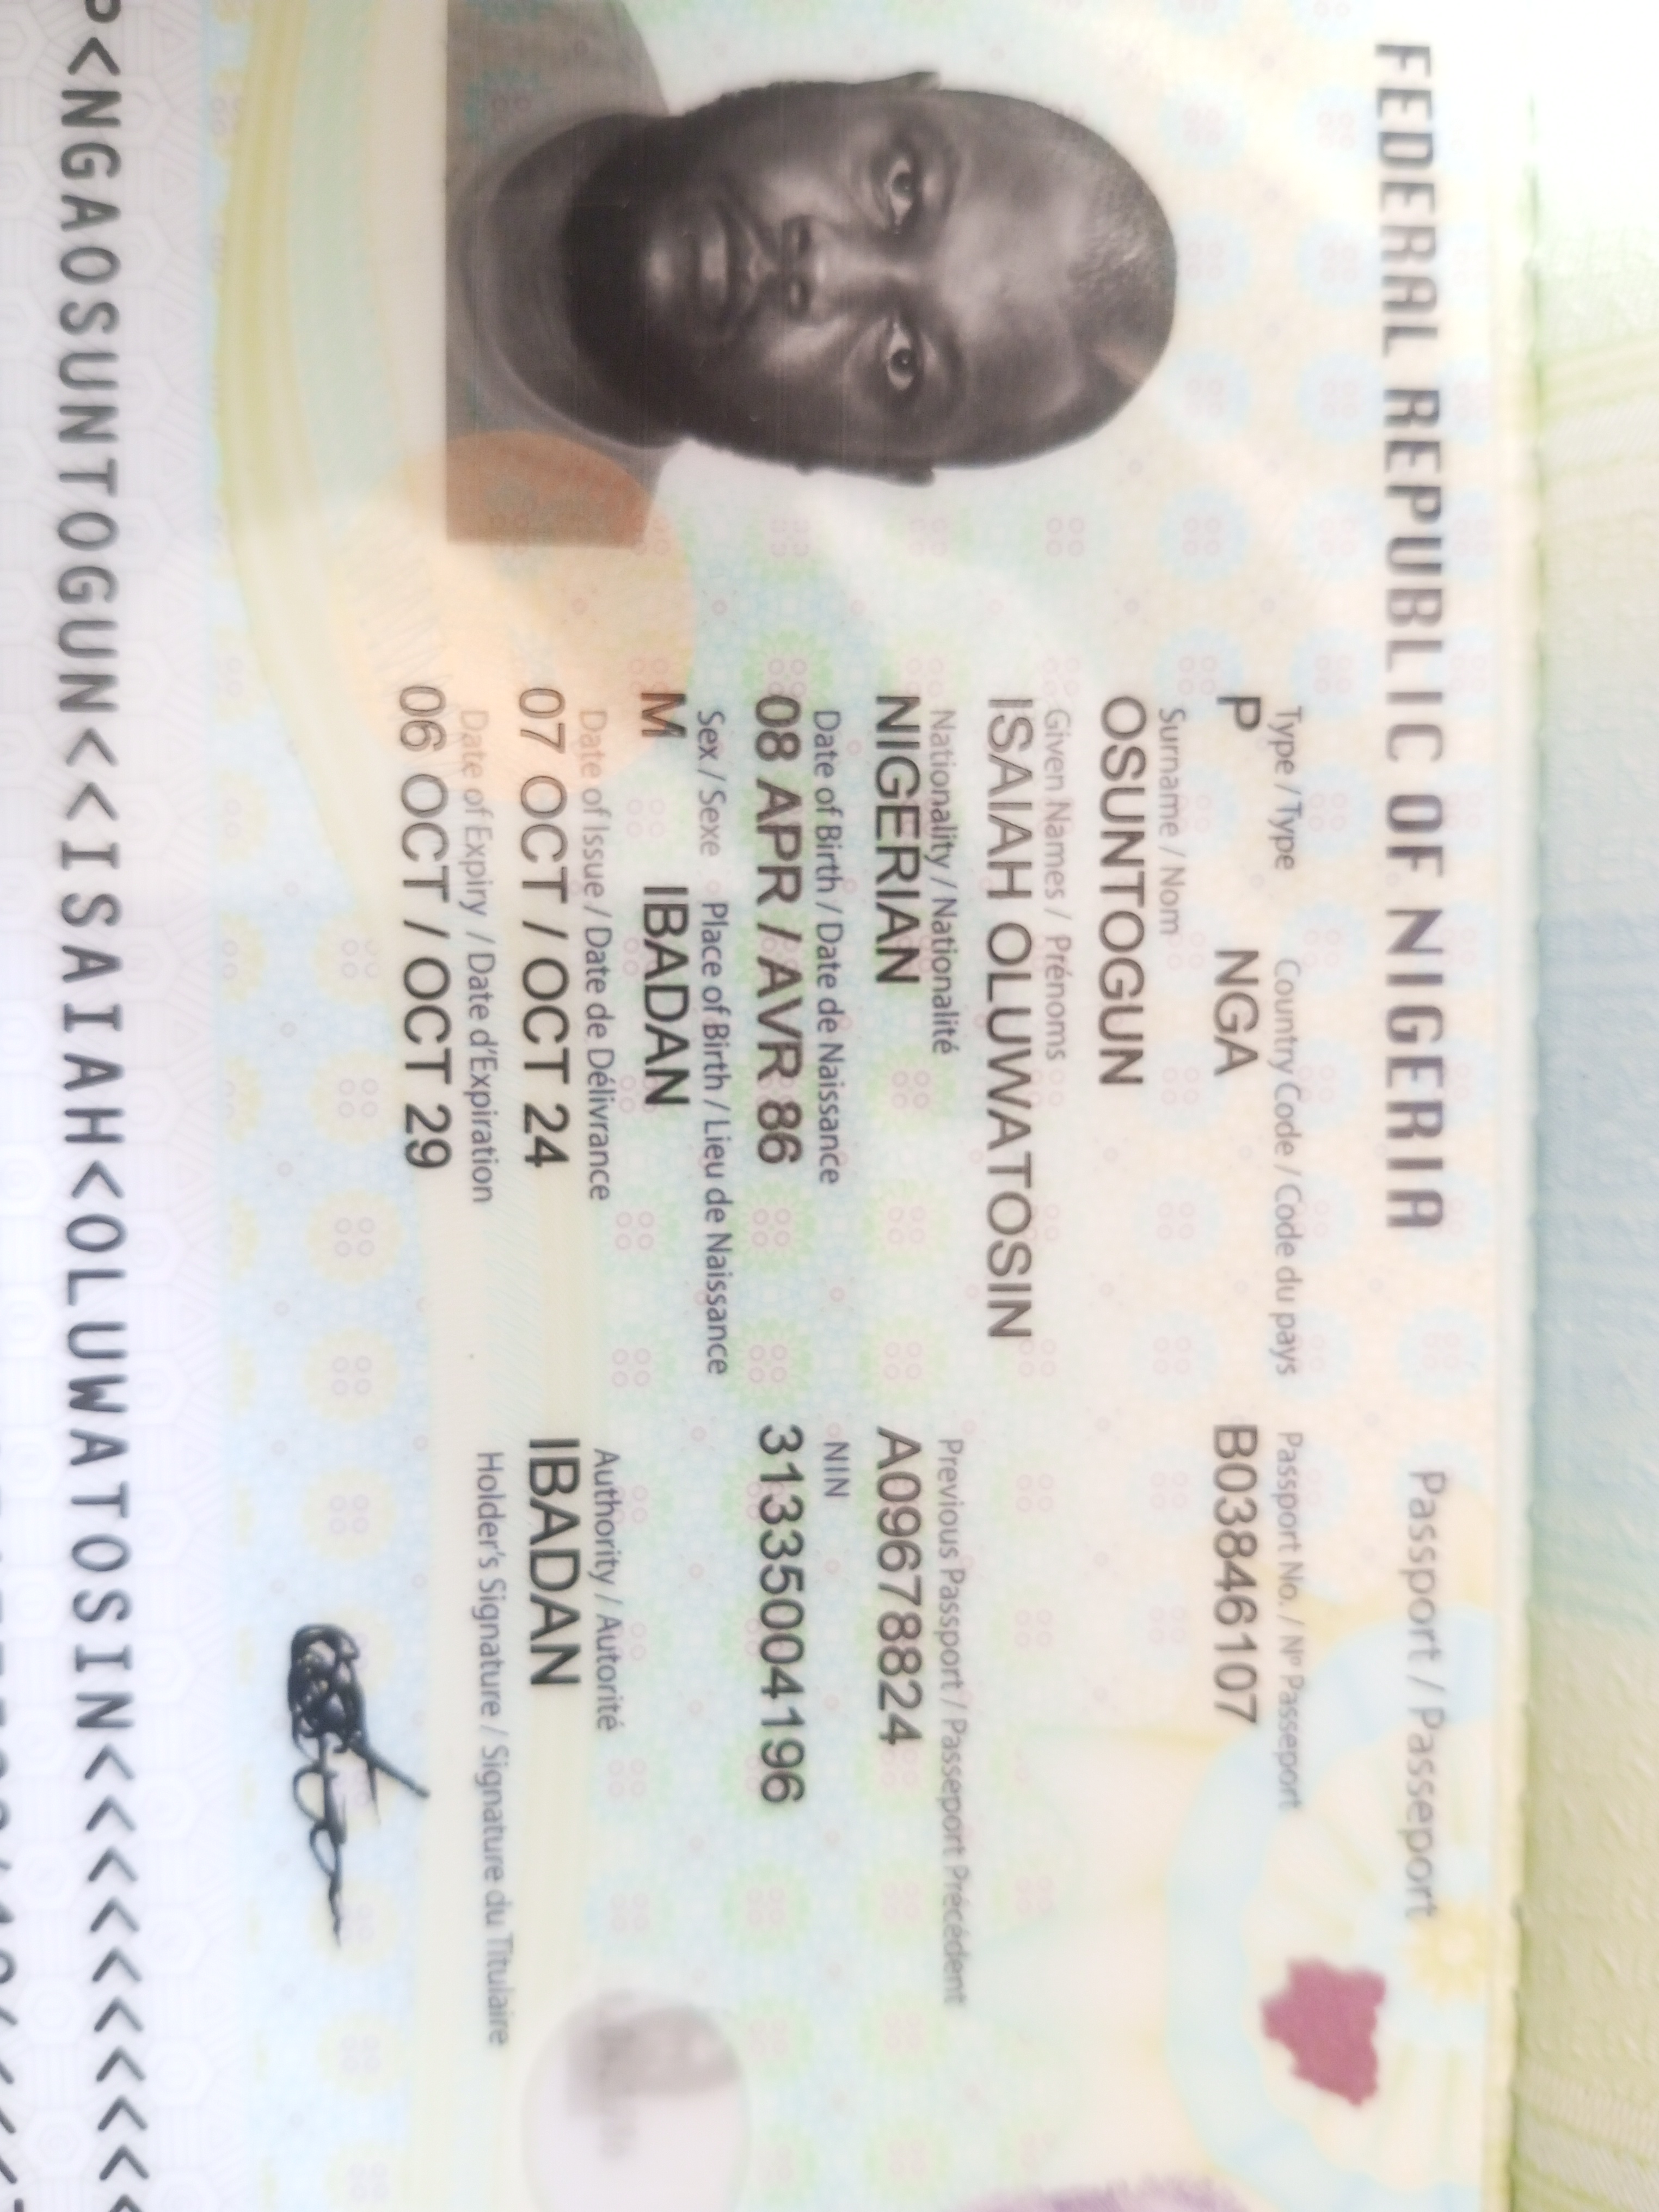 FEDERAL REPUBLIC OF NIGERIA
Passport / Passeport
Type / Type Country Code / Code du pays Passport No. / Nº Passeport
P NGA B03846107
Surname / Nom
OSUNTOGUN
Given Names / Prénoms
ISAIAH OLUWATOSIN
Nationality / Nationalité Previous Passport / Passeport Précédent
NIGERIAN A09678824
Date of Birth / Date de Naissance NIN
08 APR / AVR 86 31335004196
Sex / Sexe Place of Birth / Lieu de Naissance
M IBADAN
Date of Issue / Date de Délivrance Authority / Autorité
07 OCT / OCT 24 IBADAN
Date of Expiry / Date d'Expiration Holder's Signature / Signature du Titulaire
06 OCT / OCT 29
P<NGAOSUNTOGUN<<ISAIAH<OLUWATOSIN<<<<<<<<<